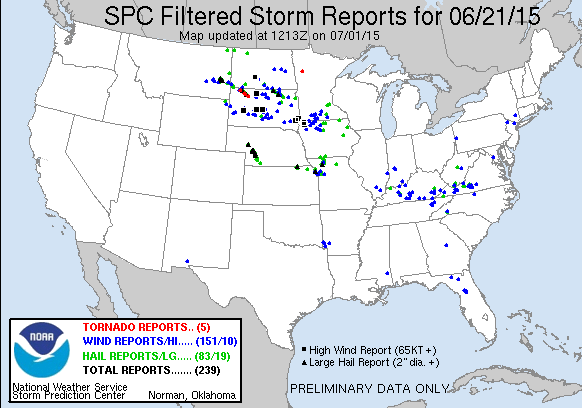 SPC Filtered Storm Reports for 06/21/15
Map updated at 1213Z on 07/01/15
TORNADO REPORTS.. (5)
WIND REPORTS/HI..... (151/10)
HAIL REPORTS/LG..... (83/19)
TOTAL REPORTS....... (239)
NOAA
National Weather Service
Storm Prediction Center Norman, Oklahoma
High Wind Report (65KT +)
Large Hail Report (2" dia. +)
PRELIMINARY DATA ONLY